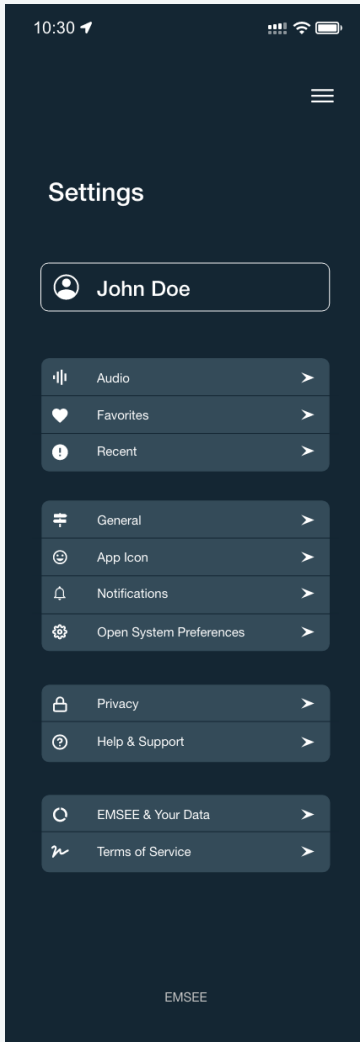 10:30
Settings
John Doe
Audio
Favorites
Recent
General
App Icon
Notifications
Open System Preferences
Privacy
Help & Support
EMSEE & Your Data
Terms of Service
EMSEE